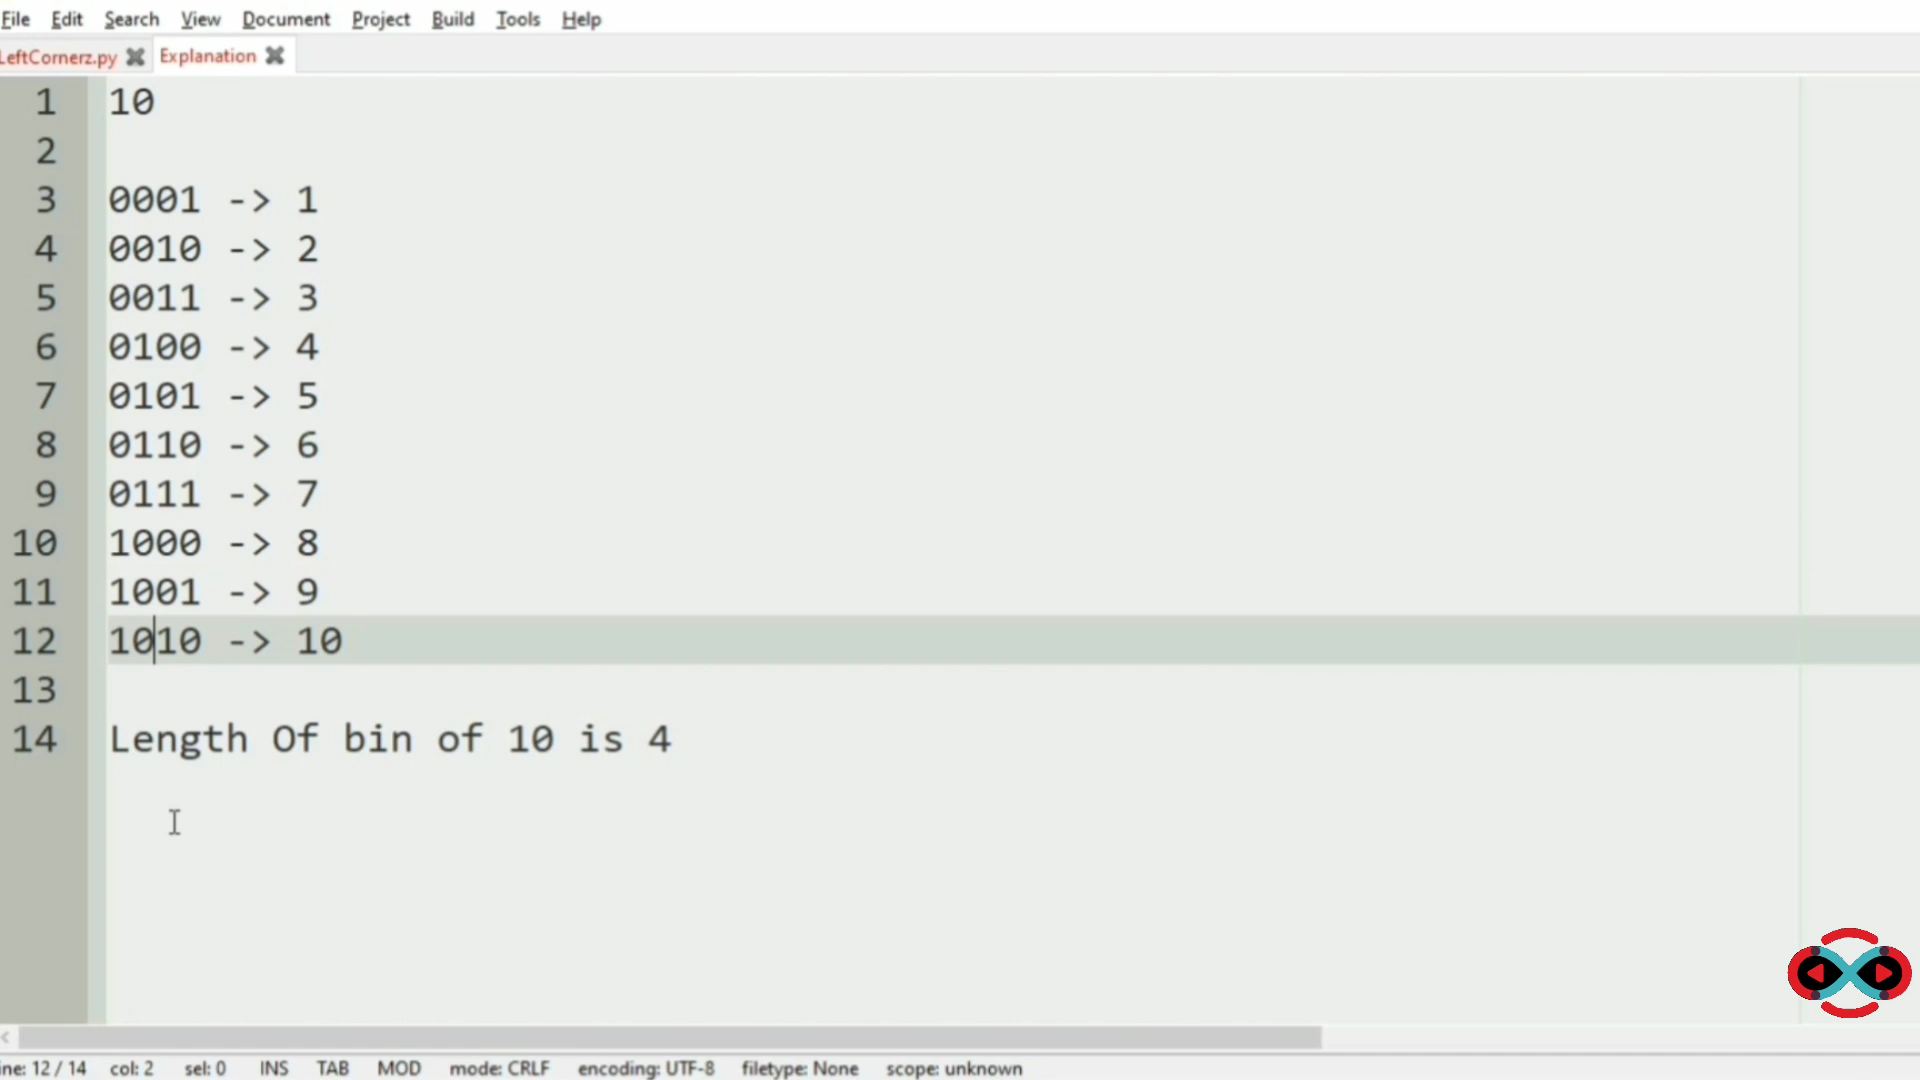 File Edit Search View Document Project Build Tools Help
LeftCornerz.py Explanation
1 10
2
3 0001 -> 1
4 0010 -> 2
5 0011 -> 3
6 0100 -> 4
7 0101 -> 5
8 0110 -> 6
9 0111 -> 7
10 1000 -> 8
11 1001 -> 9
12 1010 -> 10
13
14 Length Of bin of 10 is 4
ine: 12 / 14 col: 2 sel: 0 INS TAB MOD mode: CRLF encoding: UTF-8 filetype: None scope: unknown